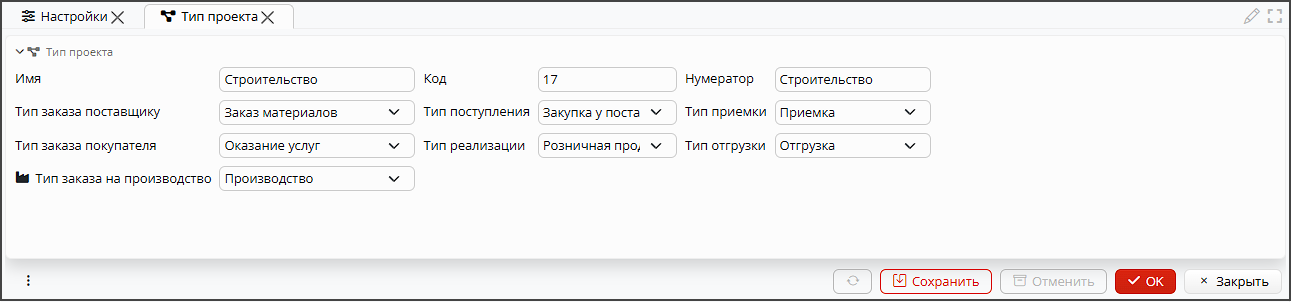 Настройки Тип проекта
Тип проекта
Имя Строительство Код 17 Нумератор Строительство
Тип заказа поставщику Заказ материалов Тип поступления Закупка у поста Тип приемки Приемка
Тип заказа покупателя Оказание услуг Тип реализации Розничная прод Тип отгрузки Отгрузка
Тип заказа на производство Производство
Сохранить Отменить ОК Закрыть